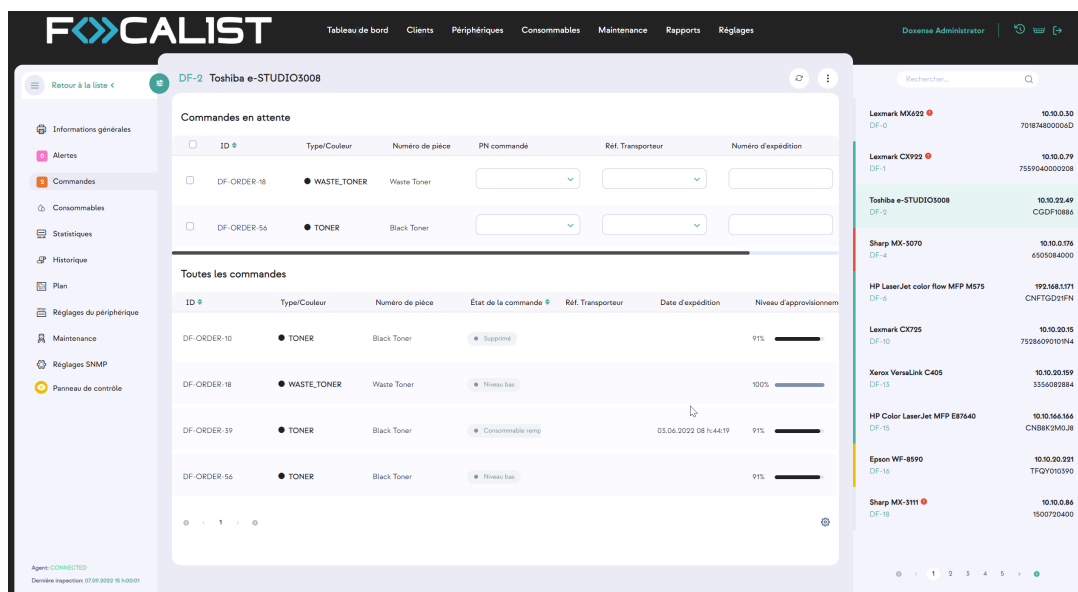 FOCALIST
Tableau de bord Clients Périphériques Consommables Maintenance Rapports Réglages
Doxense Administrator
Retour à la liste <
Informations générales
0 Alertes
2 Commandes
Consommables
Statistiques
Historique
Plan
Réglages du périphérique
Maintenance
Réglages SNMP
Panneau de contrôle
Agent: CONNECTED
Dernière inspection: 07.09.2022 15 h:00:01
DF-2 Toshiba e-STUDIO3008
Commandes en attente
ID Type/Couleur Numéro de pièce PN commandé Réf. Transporteur Numéro d'expédition
DF-ORDER-18 WASTE_TONER Waste Toner
DF-ORDER-56 TONER Black Toner
Toutes les commandes
ID Type/Couleur Numéro de pièce État de la commande Réf. Transporteur Date d'expédition Niveau d'approvisionnem
DF-ORDER-10 TONER Black Toner Supprimé 91%
DF-ORDER-18 WASTE_TONER Waste Toner Niveau bas 100%
DF-ORDER-39 TONER Black Toner Consommable remp 03.06.2022 08 h:44:19 91%
DF-ORDER-56 TONER Black Toner Niveau bas 91%
1
Rechercher...
Lexmark MX622 10.10.0.30
DF-0 701874800006D
Lexmark CX922 10.10.0.79
DF-1 7559040000208
Toshiba e-STUDIO3008 10.10.22.49
DF-2 CGDF10886
Sharp MX-3070 10.10.0.176
DF-4 6505084000
HP LaserJet color flow MFP M575 192.168.1.171
DF-6 CNFTGD21FN
Lexmark CX725 10.10.20.15
DF-10 75286090101N4
Xerox VersaLink C405 10.10.20.159
DF-13 3356082884
HP Color LaserJet MFP E87640 10.10.166.166
DF-15 CNB8K2M0J8
Epson WF-8590 10.10.20.221
DF-16 TFQY010390
Sharp MX-3111 10.10.0.86
DF-18 1500720400
1 2 3 4 5